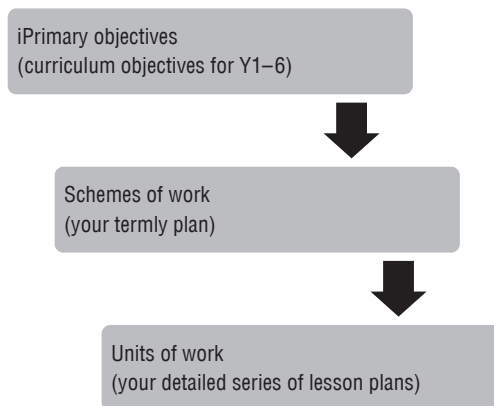 iPrimary objectives
(curriculum objectives for Y1–6)
Schemes of work
(your termly plan)
Units of work
(your detailed series of lesson plans)